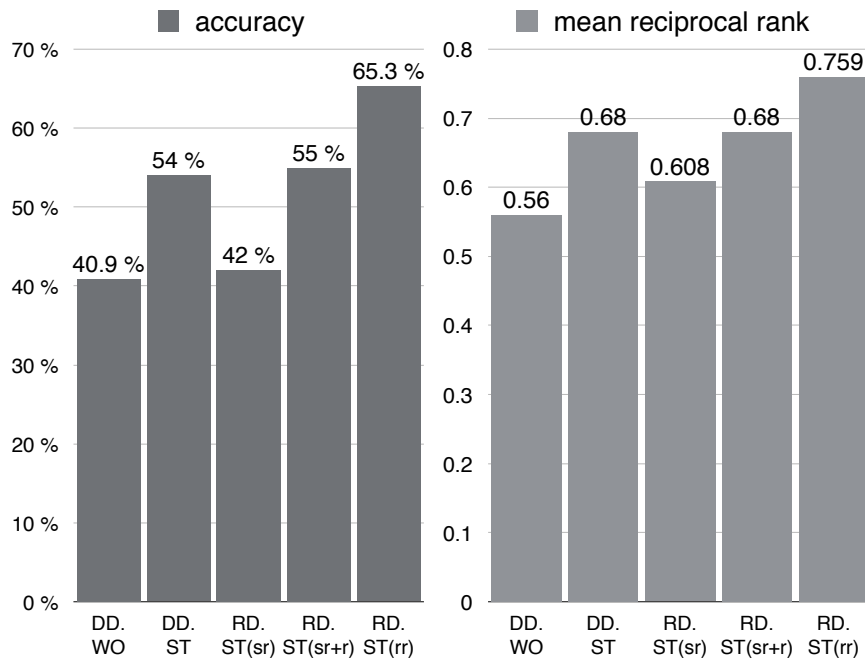 accuracy
70 %
60 %
50 %
40 %
30 %
20 %
10 %
0 %
40.9 %
54 %
42 %
55 %
65.3 %
DD. WO
DD. ST
RD. ST(sr)
RD. ST(sr+r)
RD. ST(rr)
mean reciprocal rank
0.8
0.7
0.6
0.5
0.4
0.3
0.2
0.1
0
0.56
0.68
0.608
0.68
0.759
DD. WO
DD. ST
RD. ST(sr)
RD. ST(sr+r)
RD. ST(rr)